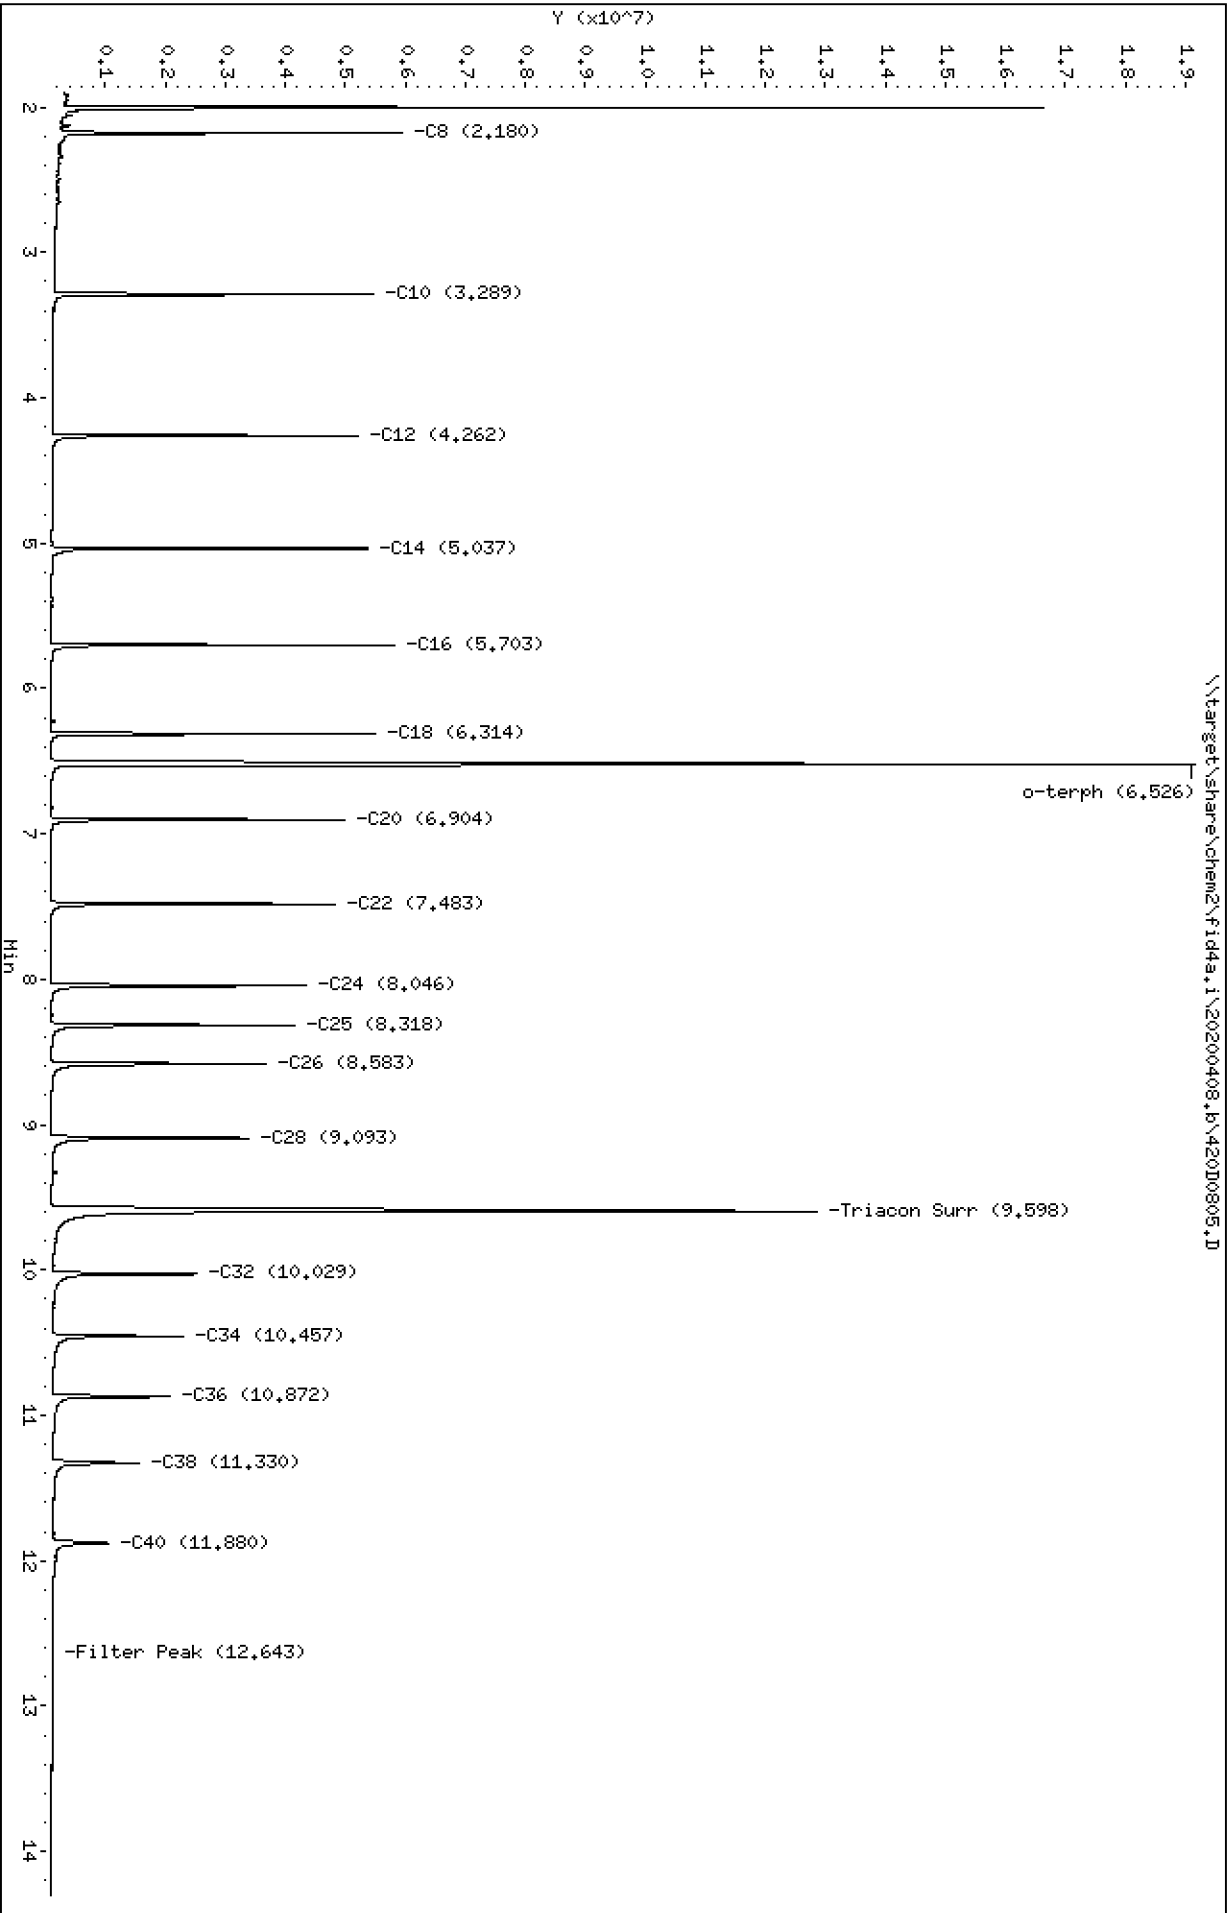 Y (x10^7)
0.1
0.2
0.3
0.4
0.5
0.6
0.7
0.8
0.9
1.0
1.1
1.2
1.3
1.4
1.5
1.6
1.7
1.8
1.9
\\target\share\chem2\fid4a.i\20200408.b\420D0805.D
-C8 (2.180)
-C10 (3.289)
-C12 (4.262)
-C14 (5.037)
-C16 (5.703)
-C18 (6.314)
o-terph (6.526)
-C20 (6.904)
-C22 (7.483)
-C24 (8.046)
-C25 (8.318)
-C26 (8.583)
-C28 (9.093)
-Triacon Surr (9.598)
-C32 (10.029)
-C34 (10.457)
-C36 (10.872)
-C38 (11.330)
-C40 (11.880)
-Filter Peak (12.643)
2
3
4
5
6
7
8
9
10
11
12
13
14
Min